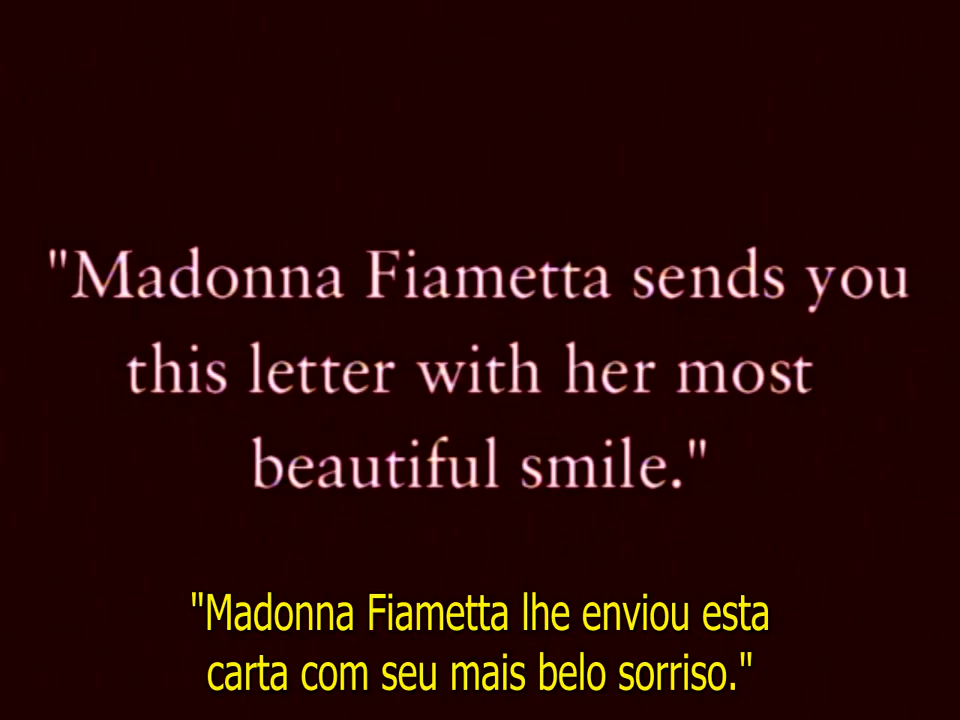 "Madonna Fiametta sends you
this letter with her most
beautiful smile."
"Madonna Fiametta lhe enviou esta
carta com seu mais belo sorriso."